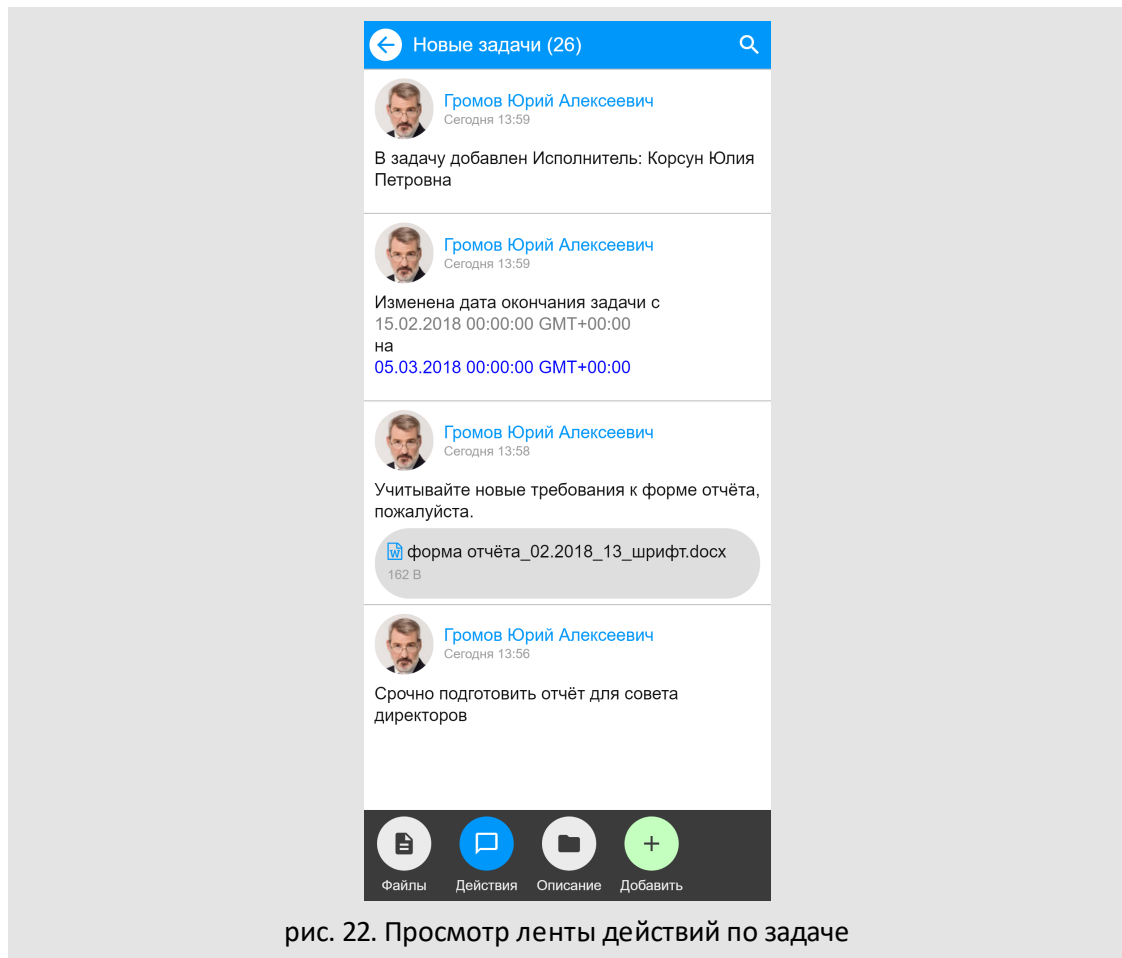 Новые задачи (26)
Громов Юрий Алексеевич
Сегодня 13:59
В задачу добавлен Исполнитель: Корсун Юлия
Петровна
Громов Юрий Алексеевич
Сегодня 13:59
Изменена дата окончания задачи с
15.02.2018 00:00:00 GMT+00:00
на
05.03.2018 00:00:00 GMT+00:00
Громов Юрий Алексеевич
Сегодня 13:58
Учитывайте новые требования к форме отчёта,
пожалуйста.
форма отчёта_02.2018_13_шрифт.docx
162 B
Громов Юрий Алексеевич
Сегодня 13:56
Срочно подготовить отчёт для совета
директоров
Файлы Действия Описание Добавить
рис. 22. Просмотр ленты действий по задаче